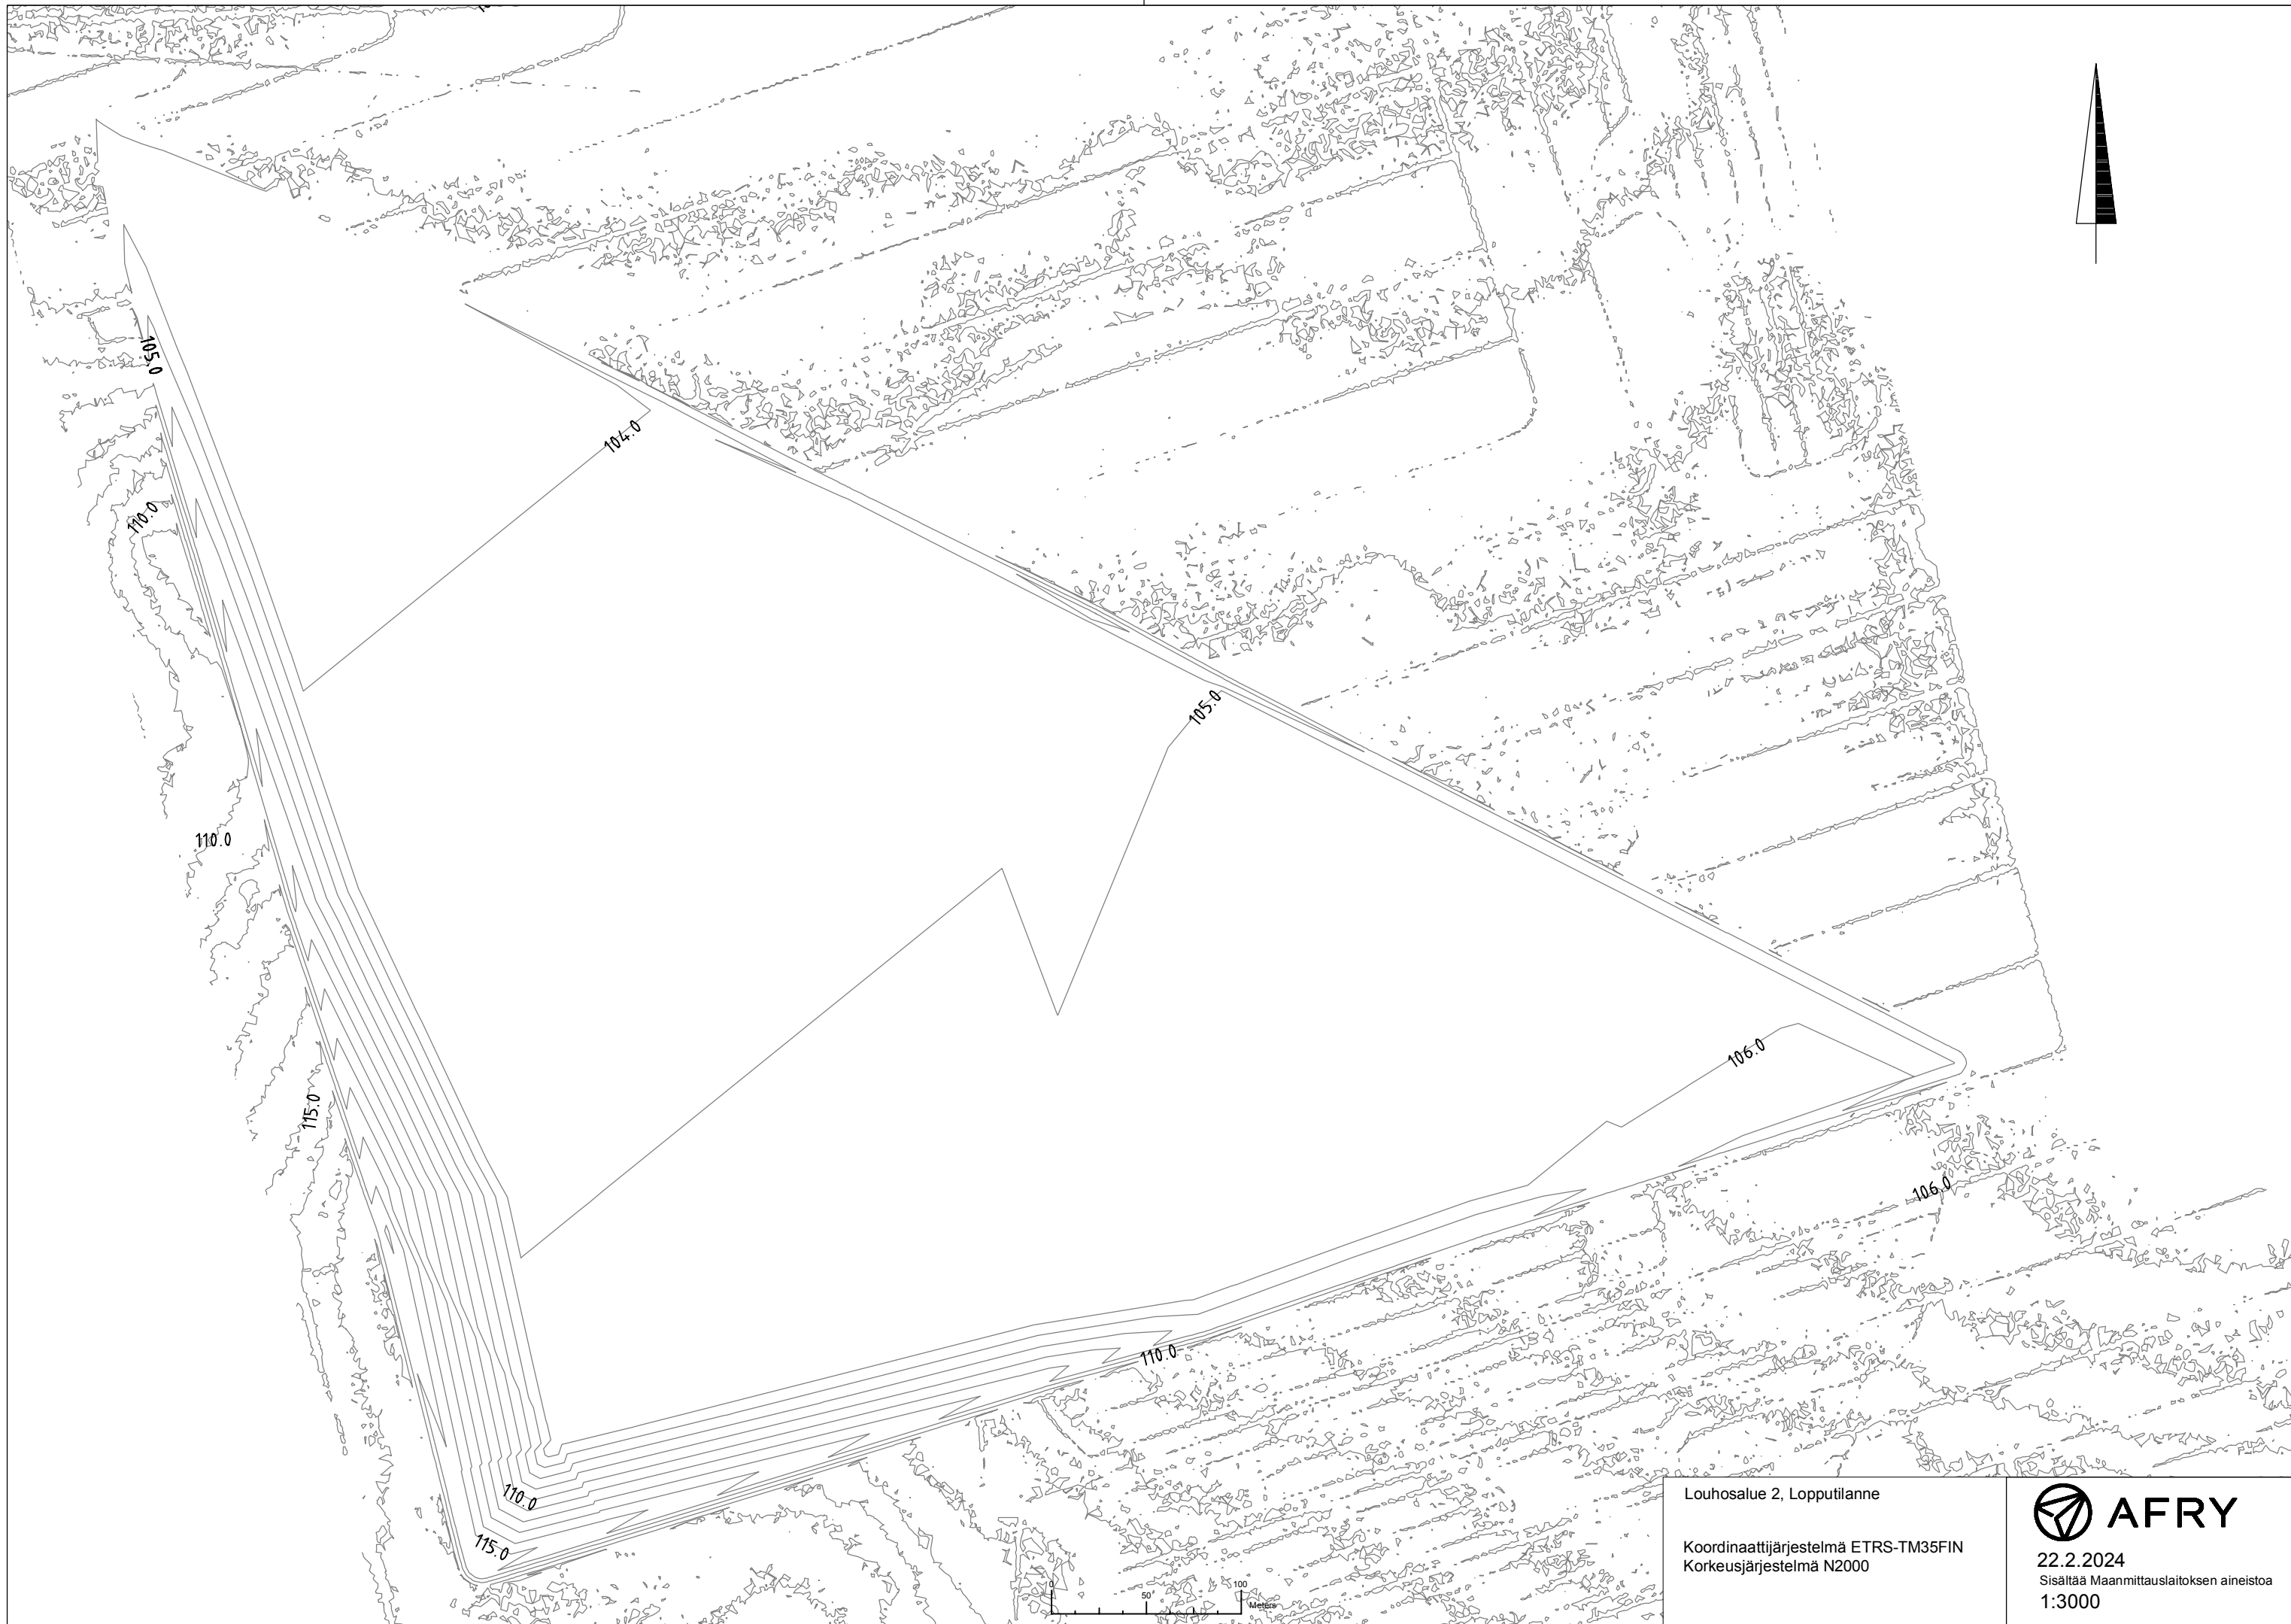 105.0
104.0
110.0
105.0
110.0
106.0
115.0
106.0
110.0
110.0
115.0
0
50
100
Meters
Louhosalue 2, Lopputilanne
Koordinaattijärjestelmä ETRS-TM35FIN
Korkeusjärjestelmä N2000
AFRY
22.2.2024
Sisältää Maanmittauslaitoksen aineistoa
1:3000